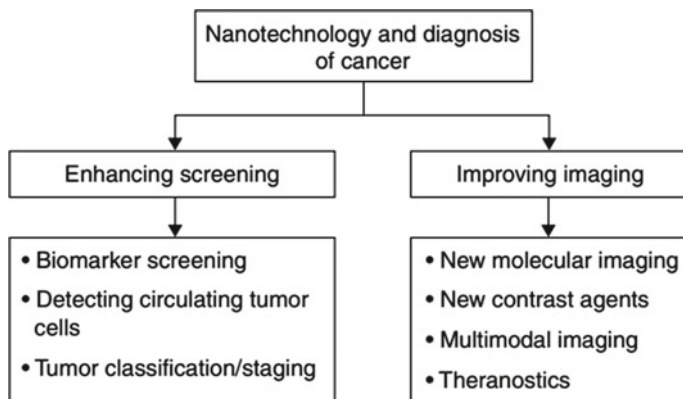 Nanotechnology and diagnosis
of cancer
Enhancing screening
Improving imaging
• Biomarker screening
• Detecting circulating tumor
cells
• Tumor classification/staging
• New molecular imaging
• New contrast agents
• Multimodal imaging
• Theranostics